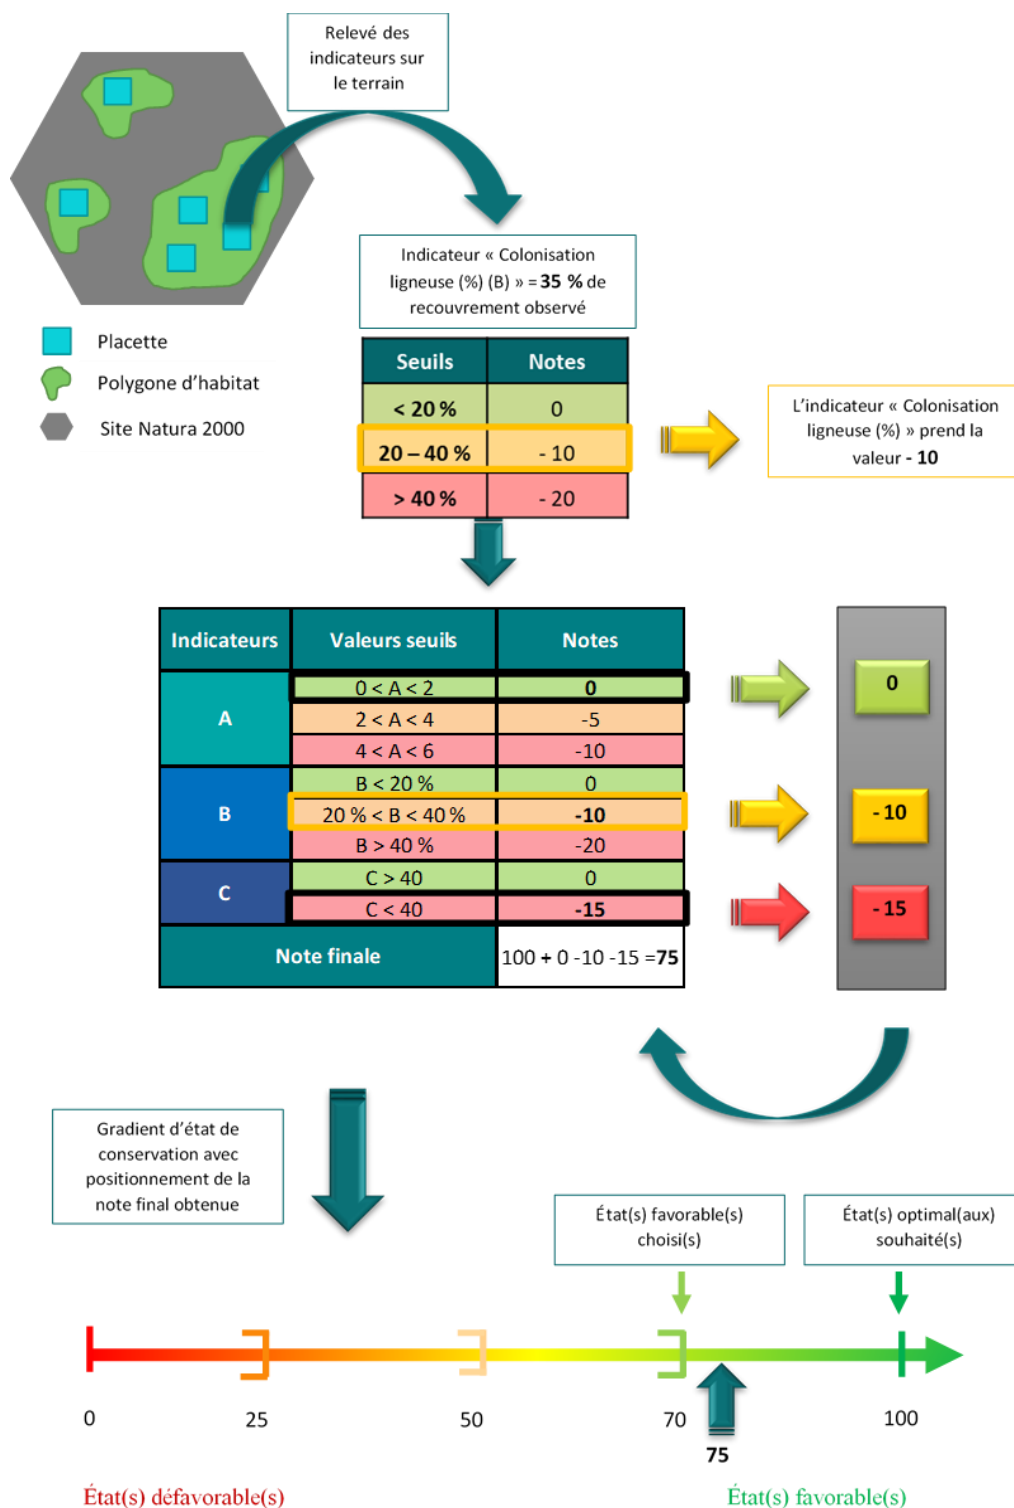 Relevé des
indicateurs sur
le terrain
Indicateur « Colonisation
ligneuse (%) (B) » = 35 % de
recouvrement observé
Placette
Polygone d’habitat
Site Natura 2000
Seuils Notes
< 20 % 0
20 – 40 % - 10
> 40 % - 20
L’indicateur « Colonisation
ligneuse (%) » prend la
valeur - 10
Indicateurs Valeurs seuils Notes
A
0 < A < 2 0
2 < A < 4 -5
4 < A < 6 -10
B
B < 20 % 0
20 % < B < 40 % -10
B > 40 % -20
C
C > 40 0
C < 40 -15
Note finale 100 + 0 -10 -15 =75
0
- 10
- 15
Gradient d’état de
conservation avec
positionnement de la
note final obtenue
État(s) favorable(s)
choisi(s)
État(s) optimal(aux)
souhaité(s)
0 25 50 70 100
75
État(s) défavorable(s) État(s) favorable(s)